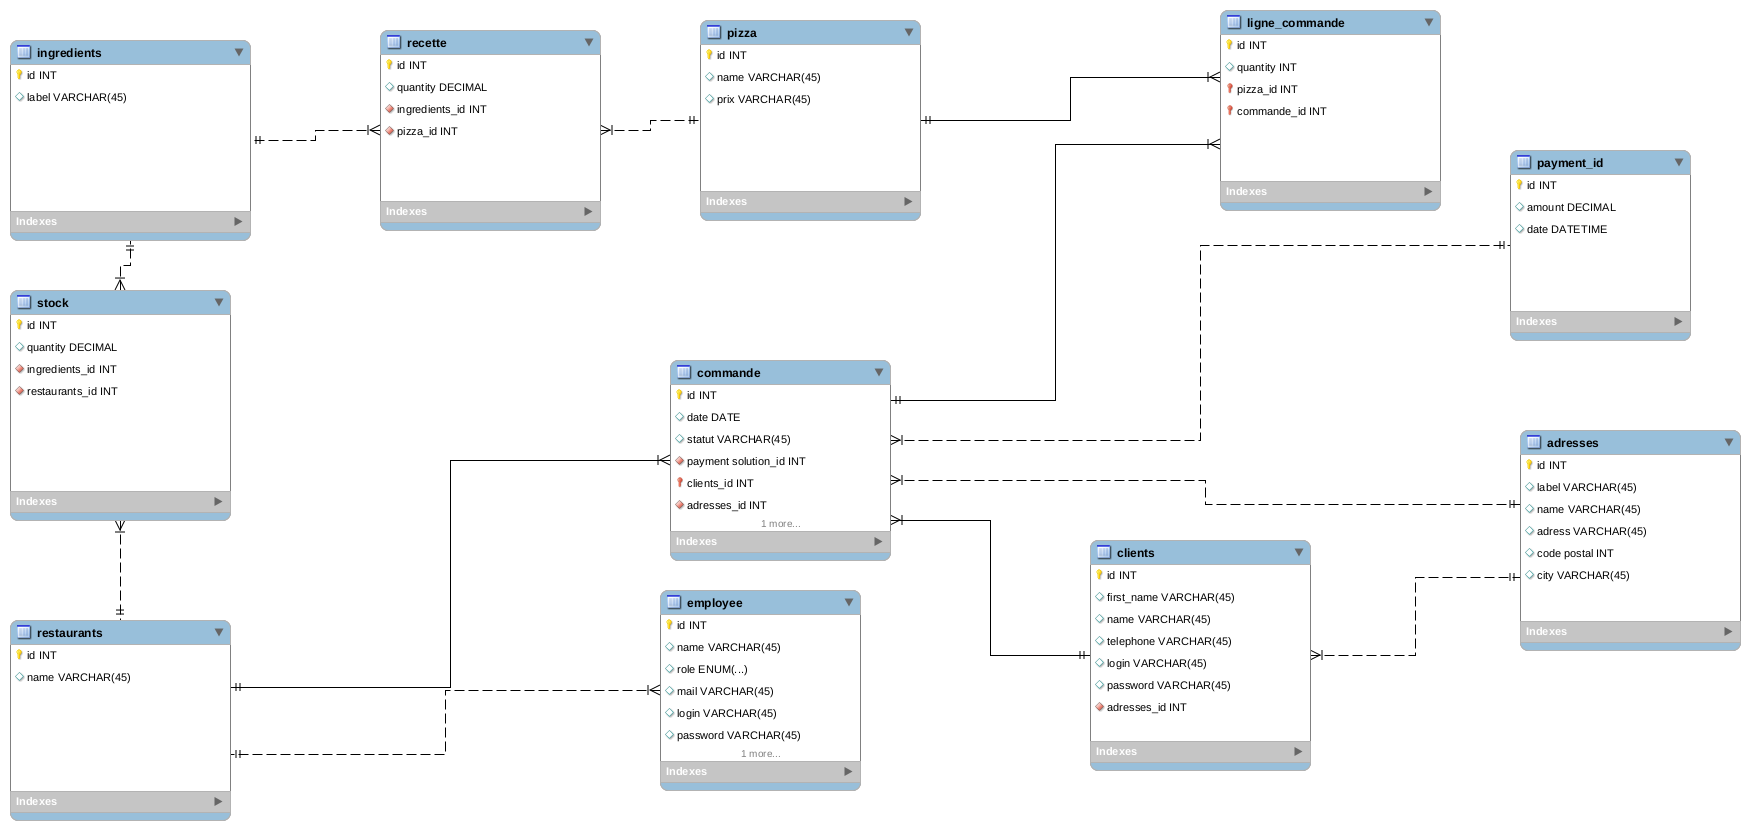 ingredients
id INT
label VARCHAR(45)
Indexes
recette
id INT
quantity DECIMAL
ingredients_id INT
pizza_id INT
Indexes
pizza
id INT
name VARCHAR(45)
prix VARCHAR(45)
Indexes
ligne_commande
id INT
quantity INT
pizza_id INT
commande_id INT
Indexes
payment_id
id INT
amount DECIMAL
date DATETIME
Indexes
stock
id INT
quantity DECIMAL
ingredients_id INT
restaurants_id INT
Indexes
commande
id INT
date DATE
statut VARCHAR(45)
payment solution_id INT
clients_id INT
adresses_id INT
1 more...
Indexes
adresses
id INT
label VARCHAR(45)
name VARCHAR(45)
adress VARCHAR(45)
code postal INT
city VARCHAR(45)
Indexes
clients
id INT
first_name VARCHAR(45)
name VARCHAR(45)
telephone VARCHAR(45)
login VARCHAR(45)
password VARCHAR(45)
adresses_id INT
Indexes
employee
id INT
name VARCHAR(45)
role ENUM(...)
mail VARCHAR(45)
login VARCHAR(45)
password VARCHAR(45)
1 more...
Indexes
restaurants
id INT
name VARCHAR(45)
Indexes